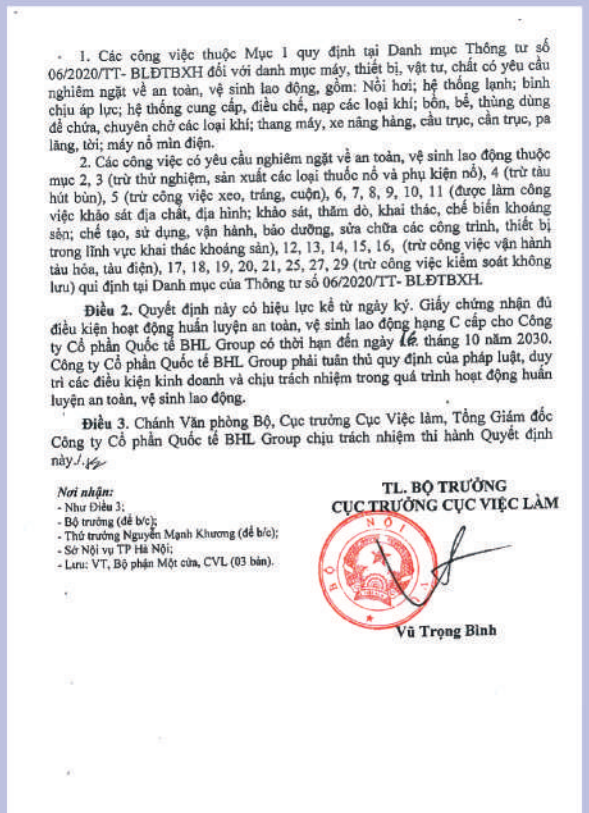 1. Các công việc thuộc Mục 1 quy định tại Danh mục Thông tư số
06/2020/TT- BLĐTBXH đối với danh mục máy, thiết bị, vật tư, chất có yêu cầu
nghiêm ngặt về an toàn, vệ sinh lao động, gồm: Nồi hơi; hệ thống lạnh; bình
chịu áp lực; hệ thống cung cấp, điều chế, nạp các loại khí; bồn, bể, thùng dùng
để chứa, chuyên chở các loại khí; thang máy, xe nâng hàng, cầu trục, cần trục, pa
lăng, tời; máy nổ mìn điện.
2. Các công việc có yêu cầu nghiêm ngặt về an toàn, vệ sinh lao động thuộc
mục 2, 3 (trừ thử nghiệm, sản xuất các loại thuốc nổ và phụ kiện nổ), 4 (trừ tàu
hút bùn), 5 (trừ công việc xeo, tráng, cuộn), 6, 7, 8, 9, 10, 11 (được làm công
việc khảo sát địa chất, địa hình; khảo sát, thăm dò, khai thác, chế biến khoáng
sản; chế tạo, sử dụng, vận hành, bảo dưỡng, sửa chữa các công trình, thiết bị
trong lĩnh vực khai thác khoáng sản), 12, 13, 14, 15, 16, (trừ công việc vận hành
tàu hỏa, tàu điện), 17, 18, 19, 20, 21, 25, 27, 29 (trừ công việc kiểm soát không
lưu) qui định tại Danh mục của Thông tư số 06/2020/TT- BLĐTBXH.
Điều 2. Quyết định này có hiệu lực kể từ ngày ký. Giấy chứng nhận đủ
điều kiện hoạt động huấn luyện an toàn, vệ sinh lao động hạng C cấp cho Công
ty Cổ phần Quốc tế BHL Group có thời hạn đến ngày 16 tháng 10 năm 2030.
Công ty Cổ phần Quốc tế BHL Group phải tuân thủ quy định của pháp luật, duy
trì các điều kiện kinh doanh và chịu trách nhiệm trong quá trình hoạt động huấn
luyện an toàn, vệ sinh lao động.
Điều 3. Chánh Văn phòng Bộ, Cục trưởng Cục Việc làm, Tổng Giám đốc
Công ty Cổ phần Quốc tế BHL Group chịu trách nhiệm thi hành Quyết định
này./.
Nơi nhận:
- Như Điều 3;
- Bộ trưởng (để b/c);
- Thứ trưởng Nguyễn Mạnh Khương (để b/c);
- Sở Nội vụ TP Hà Nội;
- Lưu: VT, Bộ phận Một cửa, CVL (03 bản).
TL. BỘ TRƯỞNG
CỤC TRƯỞNG CỤC VIỆC LÀM
BỘ NỘI VỤ
Vũ Trọng Bình